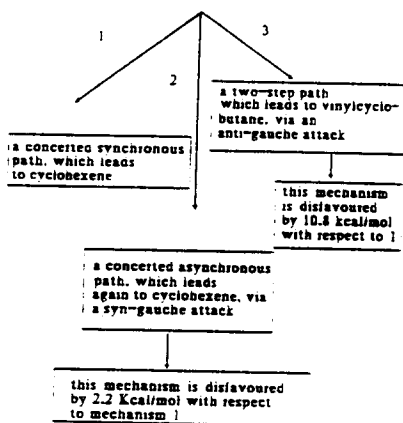 1
3
2
a two-step path
which leads to vinylcyclo-
butane, via an
anti-gauche attack
a concerted synchronous
path, which leads
to cyclohexene
this mechanism
is disfavoured
by 10.8 kcal/mol
with respect to 1
a concerted asynchronous
path, which leads
again to cyclohexene, via
a syn-gauche attack
this mechanism is disfavoured
by 2.2 Kcal/mol with respect
to mechanism 1